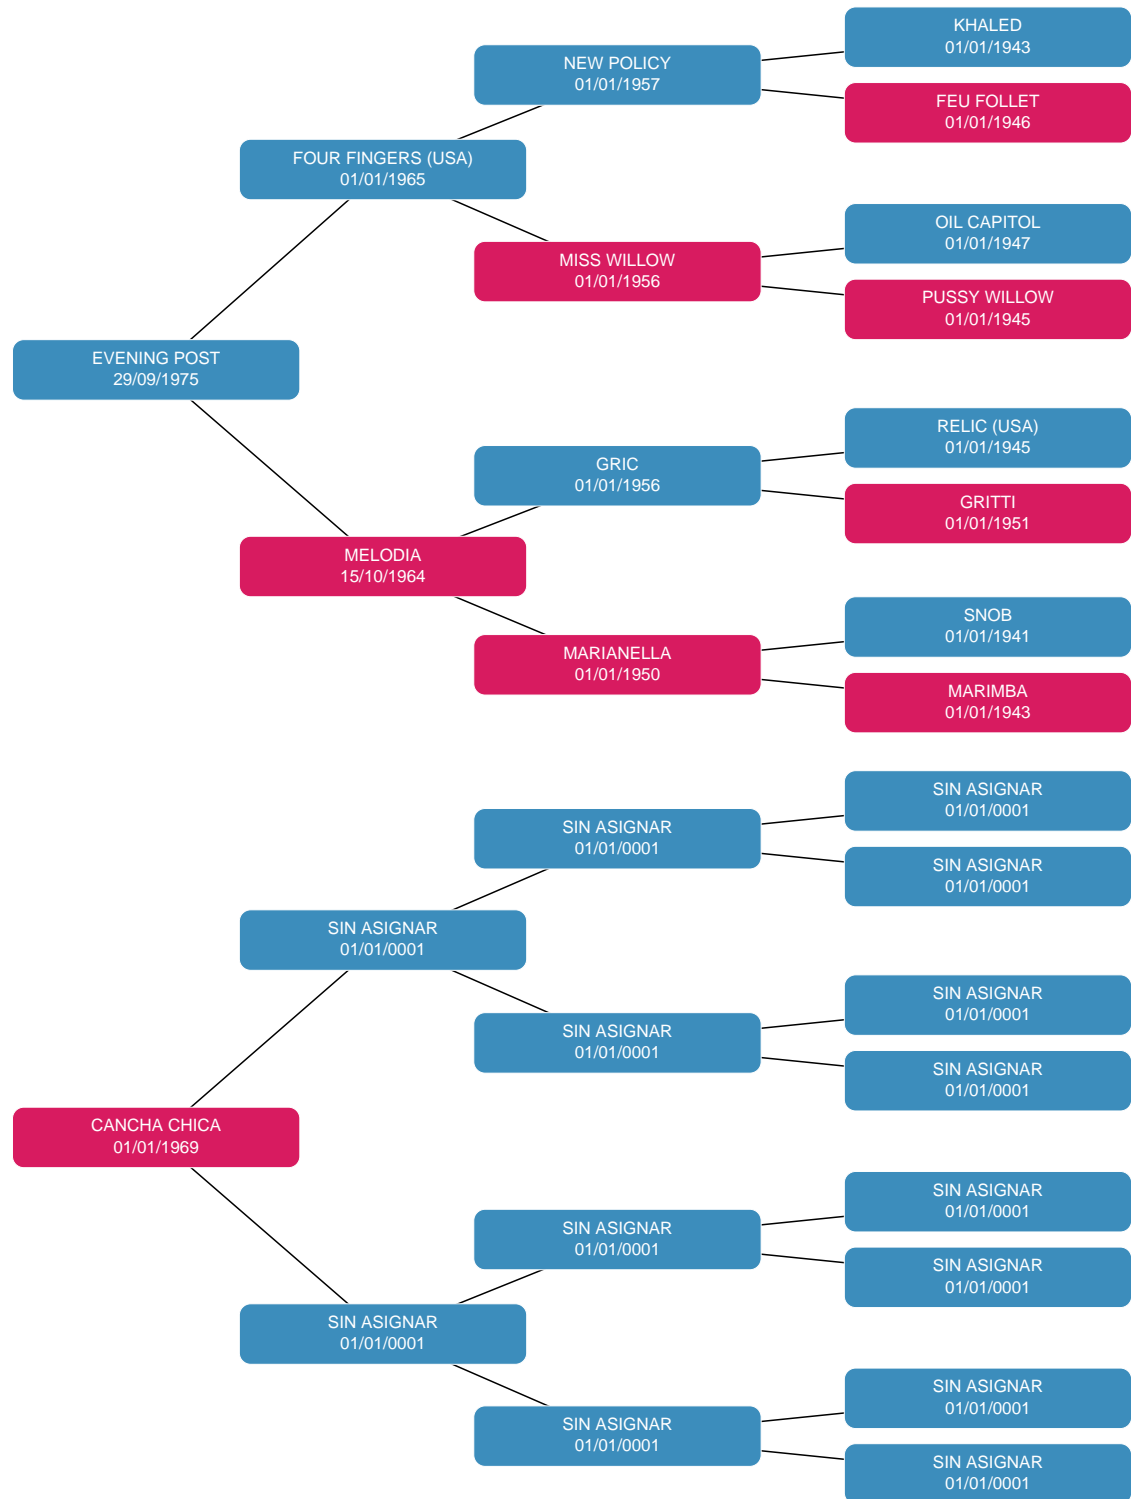 KHALED
01/01/1943
NEW POLICY
01/01/1957
FEU FOLLET
01/01/1946
FOUR FINGERS (USA)
01/01/1965
OIL CAPITOL
01/01/1947
MISS WILLOW
01/01/1956
PUSSY WILLOW
01/01/1945
EVENING POST
29/09/1975
RELIC (USA)
01/01/1945
GRIC
01/01/1956
GRITTI
01/01/1951
MELODIA
15/10/1964
SNOB
01/01/1941
MARIANELLA
01/01/1950
MARIMBA
01/01/1943
SIN ASIGNAR
01/01/0001
SIN ASIGNAR
01/01/0001
SIN ASIGNAR
01/01/0001
SIN ASIGNAR
01/01/0001
SIN ASIGNAR
01/01/0001
SIN ASIGNAR
01/01/0001
SIN ASIGNAR
01/01/0001
CANCHA CHICA
01/01/1969
SIN ASIGNAR
01/01/0001
SIN ASIGNAR
01/01/0001
SIN ASIGNAR
01/01/0001
SIN ASIGNAR
01/01/0001
SIN ASIGNAR
01/01/0001
SIN ASIGNAR
01/01/0001
SIN ASIGNAR
01/01/0001